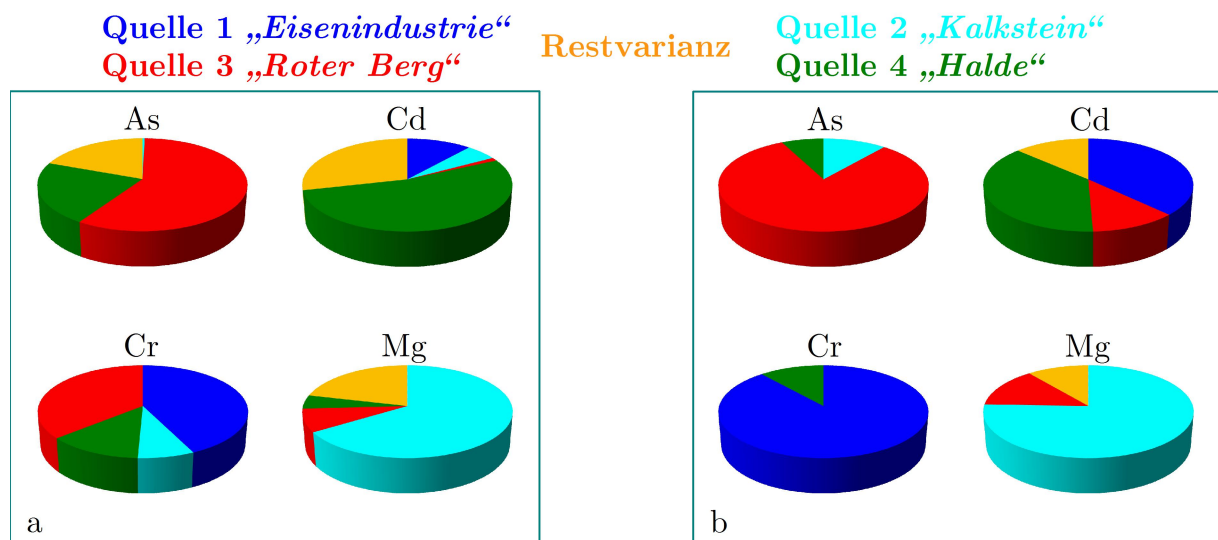 Quelle 1 „Eisenindustrie“
Quelle 3 „Roter Berg“
Restvarianz
Quelle 2 „Kalkstein“
Quelle 4 „Halde“
As
Cd
Cr
Mg
a
As
Cd
Cr
Mg
b